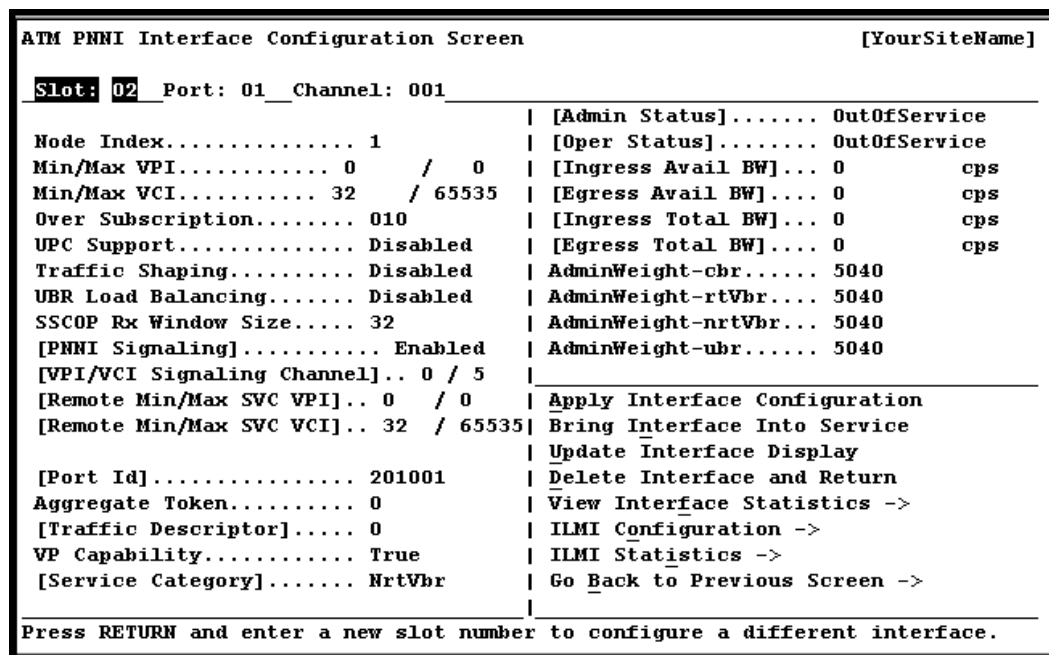 ATM PNNI Interface Configuration Screen [YourSiteName]
Slot: 02 Port: 01 Channel: 001
| [Admin Status]....... OutOfService
Node Index............... 1 | [Oper Status]........ OutOfService
Min/Max VPI............ 0 / 0 | [Ingress Avail BW]... 0 cps
Min/Max VCI........... 32 / 65535 | [Egress Avail BW].... 0 cps
Over Subscription........ 010 | [Ingress Total BW]... 0 cps
UPC Support.............. Disabled | [Egress Total BW].... 0 cps
Traffic Shaping.......... Disabled | AdminWeight-cbr...... 5040
UBR Load Balancing....... Disabled | AdminWeight-rtVbr.... 5040
SSCOP Rx Window Size..... 32 | AdminWeight-nrtVbr... 5040
[PNNI Signaling]........... Enabled | AdminWeight-ubr...... 5040
[VPI/VCI Signaling Channel].. 0 / 5 |
[Remote Min/Max SVC VPI].. 0 / 0 | Apply Interface Configuration
[Remote Min/Max SVC VCI].. 32 / 65535| Bring Interface Into Service
| Update Interface Display
[Port Id]................ 201001 | Delete Interface and Return
Aggregate Token.......... 0 | View Interface Statistics ->
[Traffic Descriptor]..... 0 | ILMI Configuration ->
VP Capability............ True | ILMI Statistics ->
[Service Category]....... NrtVbr | Go Back to Previous Screen ->
|
Press RETURN and enter a new slot number to configure a different interface.